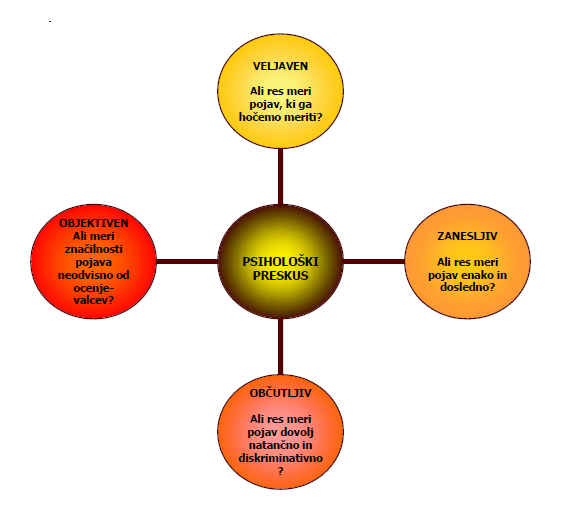 VELJAVEN
Ali res meri
pojav, ki ga
hočemo meriti?
OBJEKTIVEN
Ali meri
značilnosti
pojava
neodvisno od
ocenje-
valcev?
PSIHOLOŠKI
PRESKUS
ZANESLJIV
Ali res meri
pojav enako in
dosledno?
OBČUTLJIV
Ali res meri
pojav dovolj
natančno in
diskriminativno
?